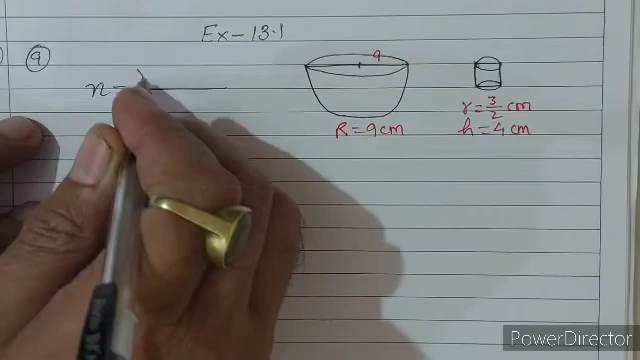 Ex-13.1
9
9
n =
R = 9cm
r = 3/2 cm
h = 4 cm
PowerDirector